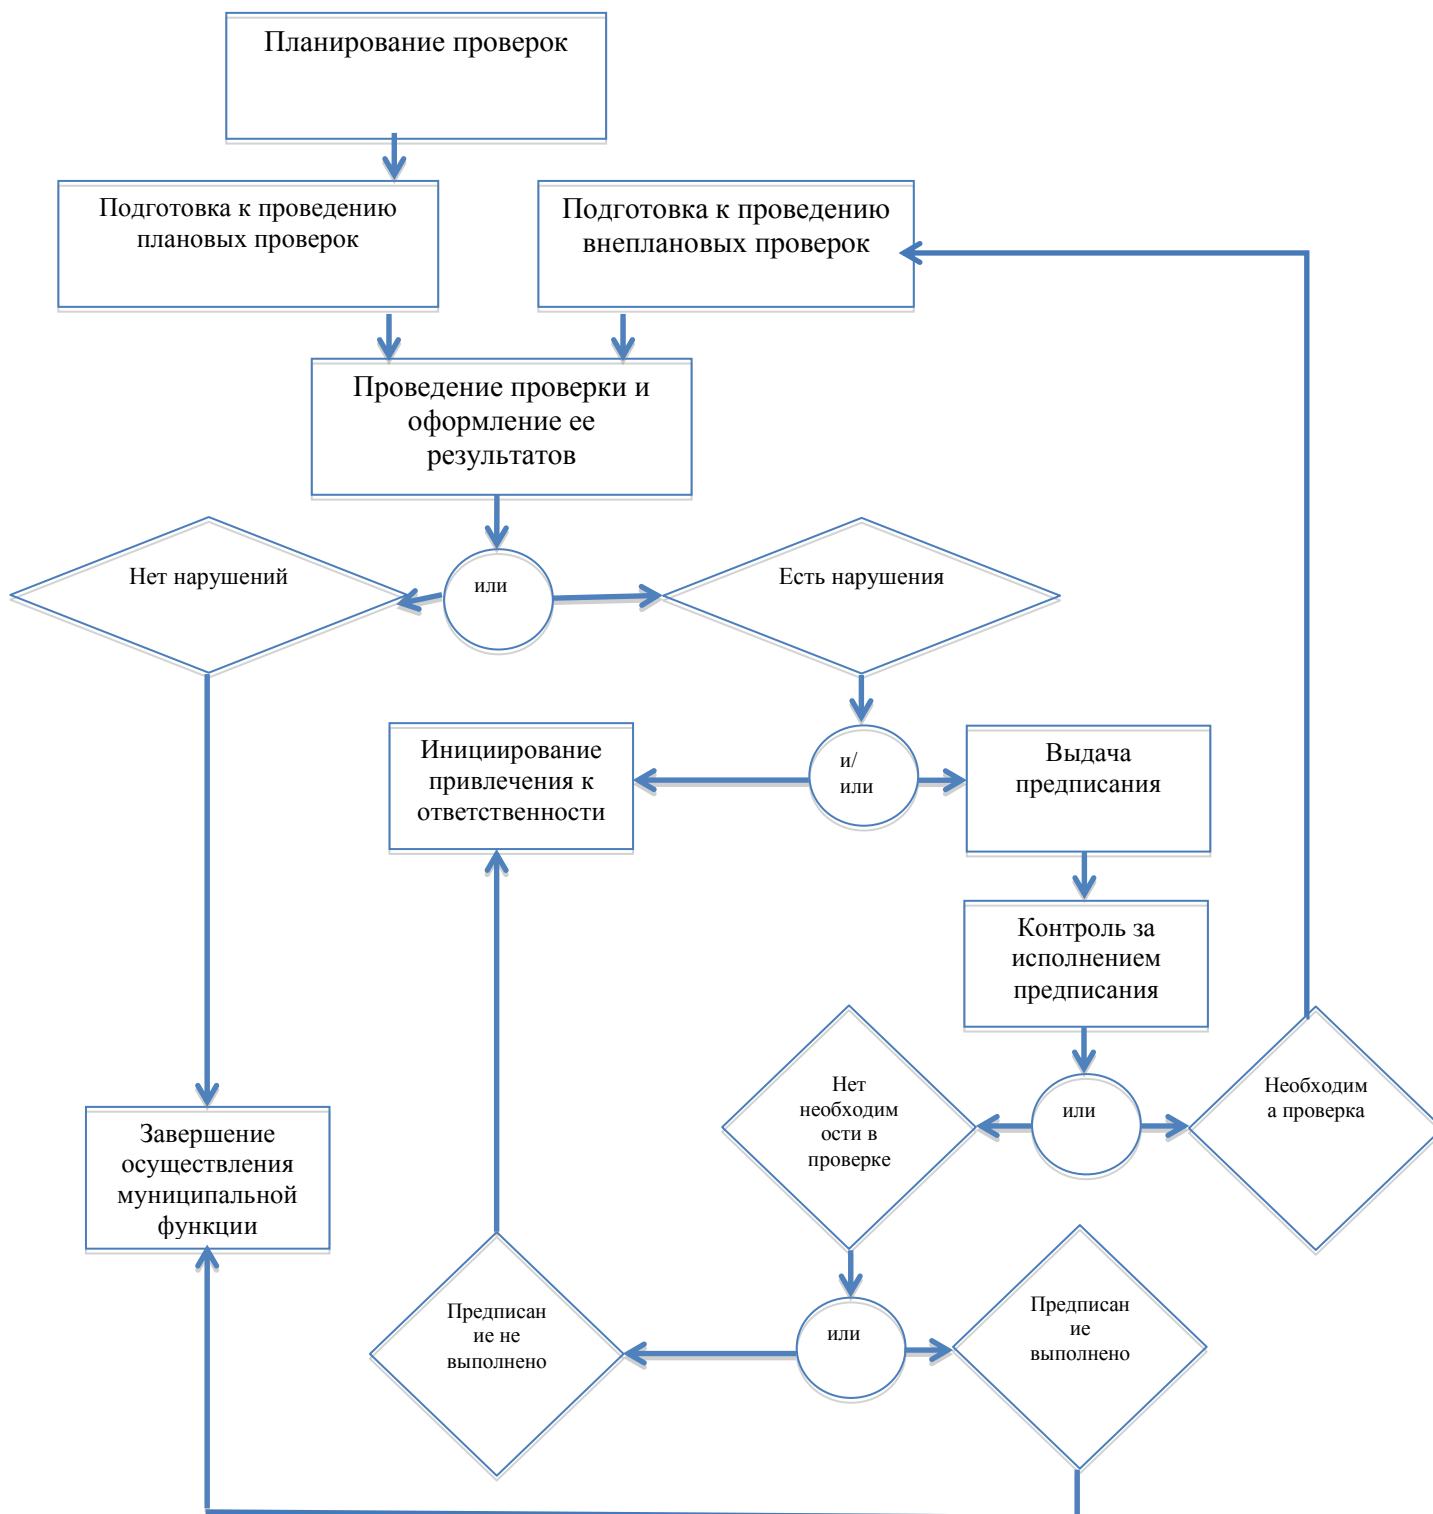 Планирование проверок
Подготовка к проведению
плановых проверок
Подготовка к проведению
внеплановых проверок
Проведение проверки и
оформление ее
результатов
Нет нарушений
или
Есть нарушения
Инициирование
привлечения к
ответственности
и/
или
Выдача
предписания
Контроль за
исполнением
предписания
Нет
необходим
ости в
проверке
или
Необходим
а проверка
Завершение
осуществления
муниципальной
функции
Предписан
ие не
выполнено
или
Предписан
ие
выполнено